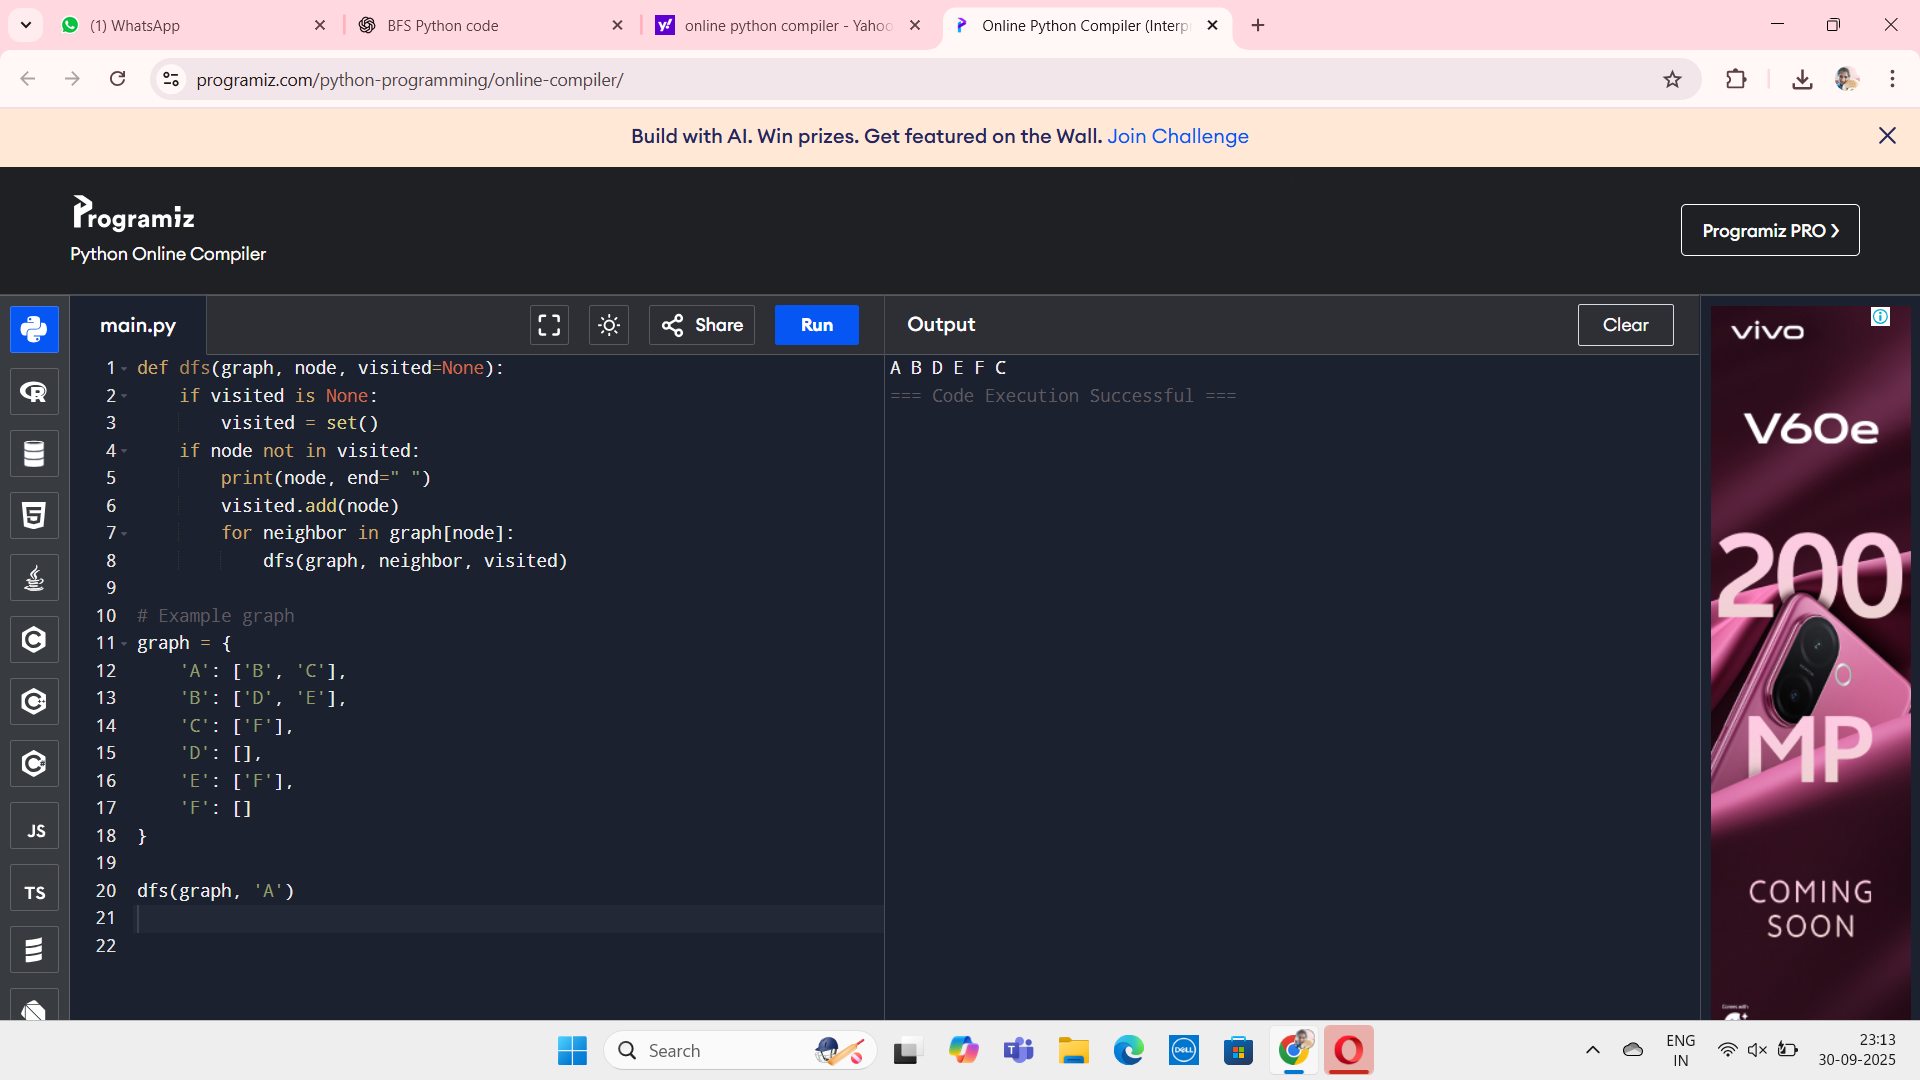 (1) WhatsApp
BFS Python code
online python compiler - Yahoo
Online Python Compiler (Interp
programiz.com/python-programming/online-compiler/
Build with AI. Win prizes. Get featured on the Wall. Join Challenge
Programiz
Python Online Compiler
Programiz PRO
main.py
Share
Run
Output
Clear
1 def dfs(graph, node, visited=None):
2     if visited is None:
3         visited = set()
4     if node not in visited:
5         print(node, end=" ")
6         visited.add(node)
7         for neighbor in graph[node]:
8             dfs(graph, neighbor, visited)
9
10 # Example graph
11 graph = {
12     'A': ['B', 'C'],
13     'B': ['D', 'E'],
14     'C': ['F'],
15     'D': [],
16     'E': ['F'],
17     'F': []
18 }
19
20 dfs(graph, 'A')
21
22
A B D E F C
=== Code Execution Successful ===
JS
TS
vivo
V60e
200
MP
COMING
SOON
Search
DELL
ENG
IN
23:13
30-09-2025